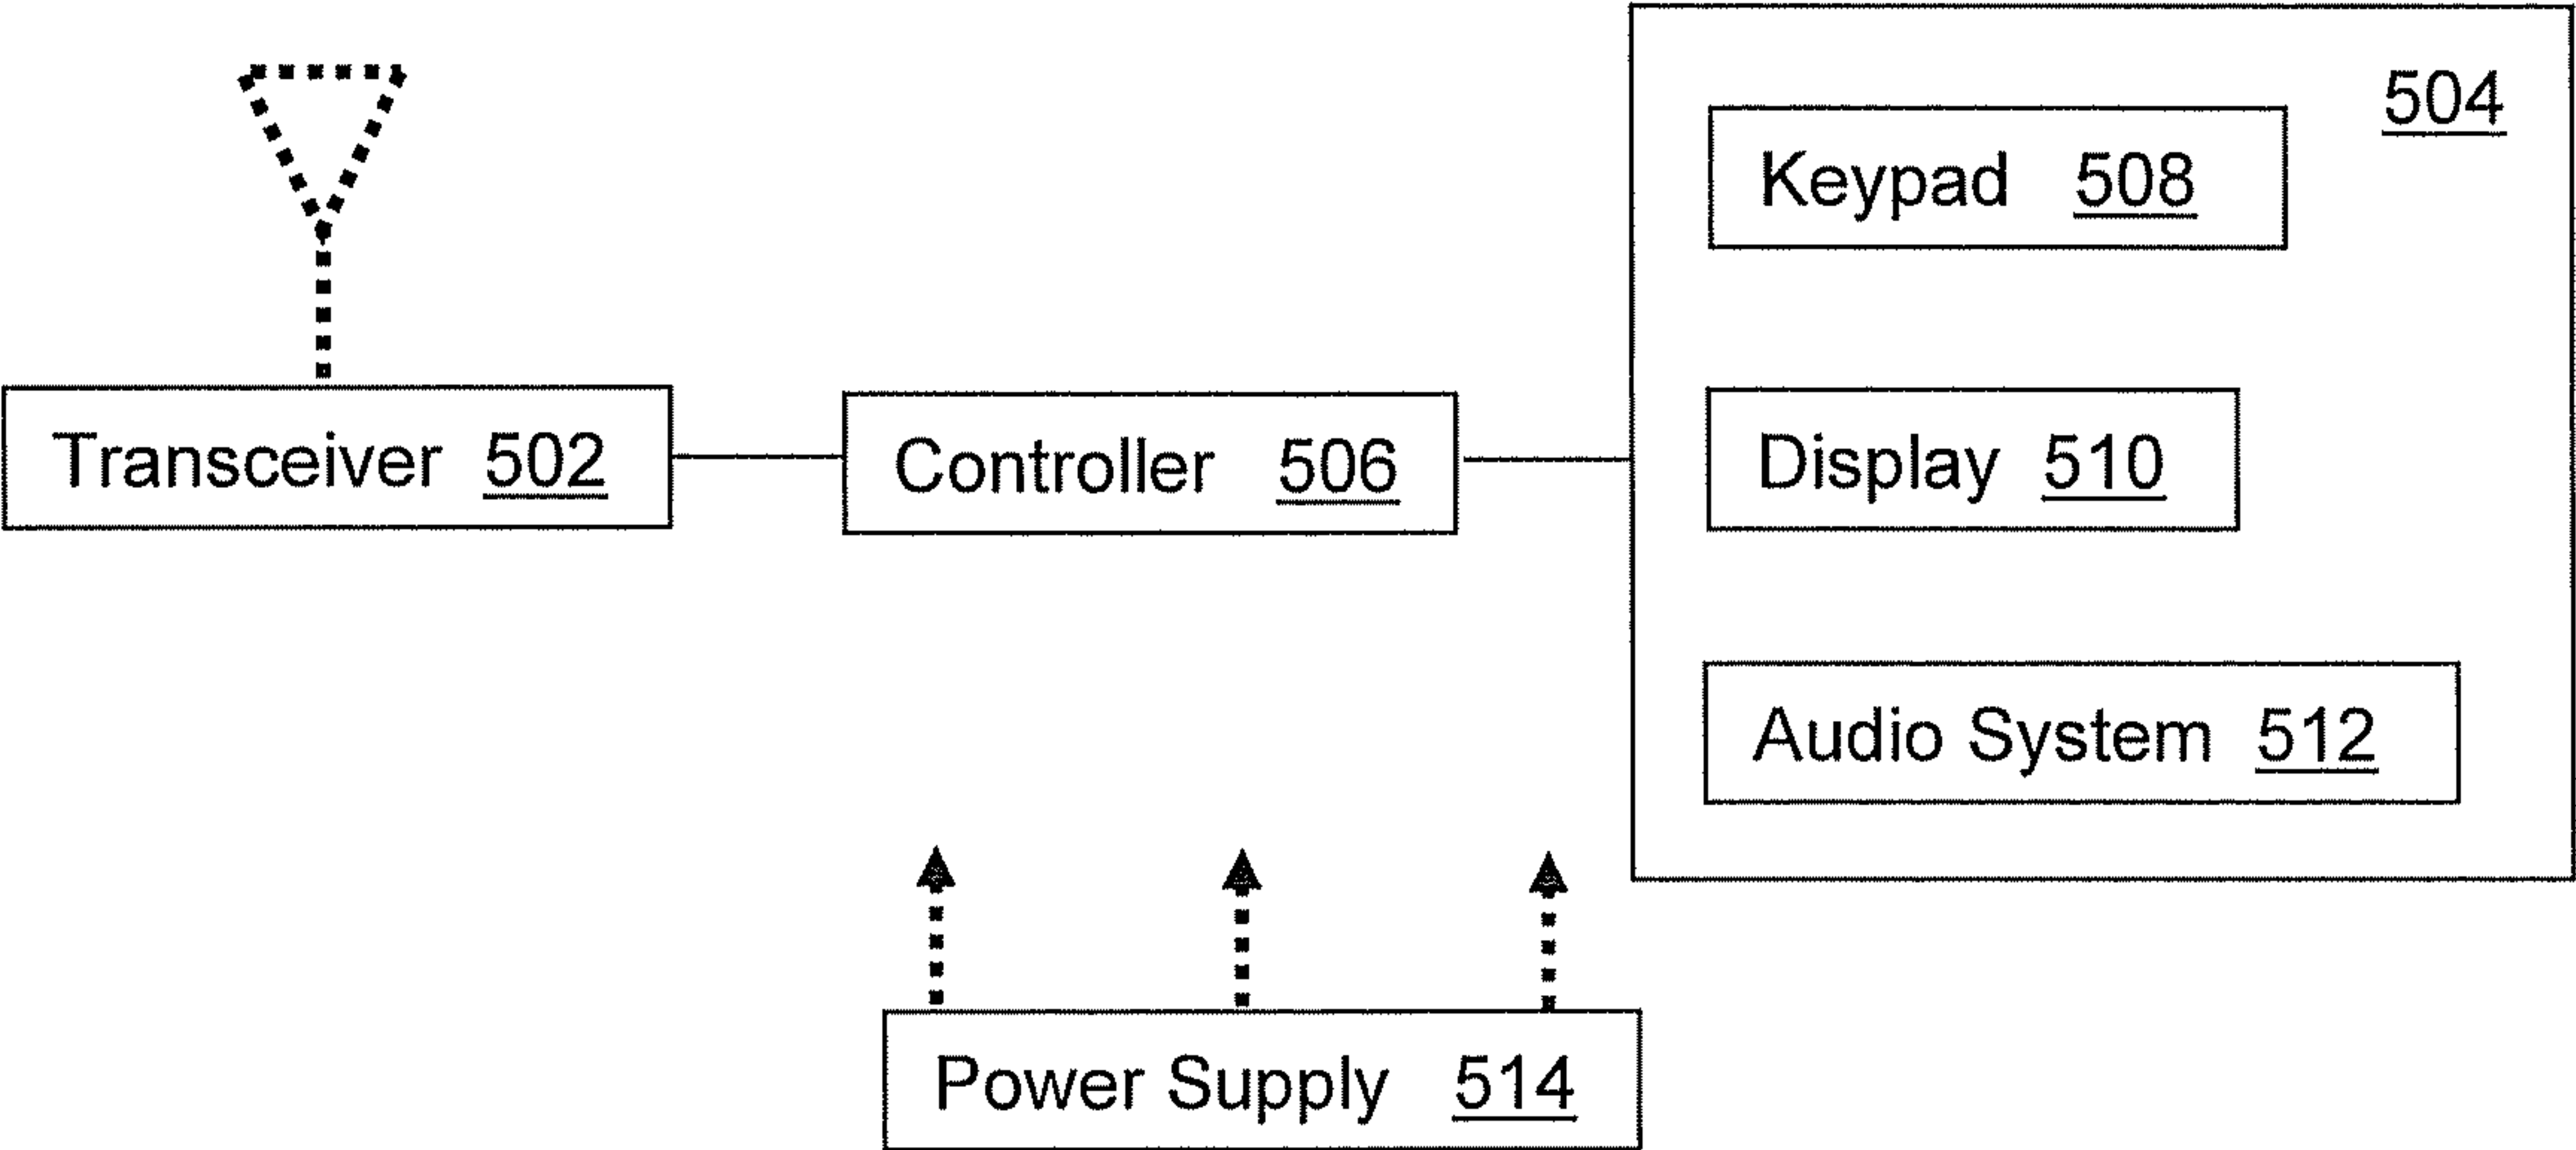 504
Keypad 508
Transceiver 502
Controller 506
Display 510
Audio System 512
Power Supply 514